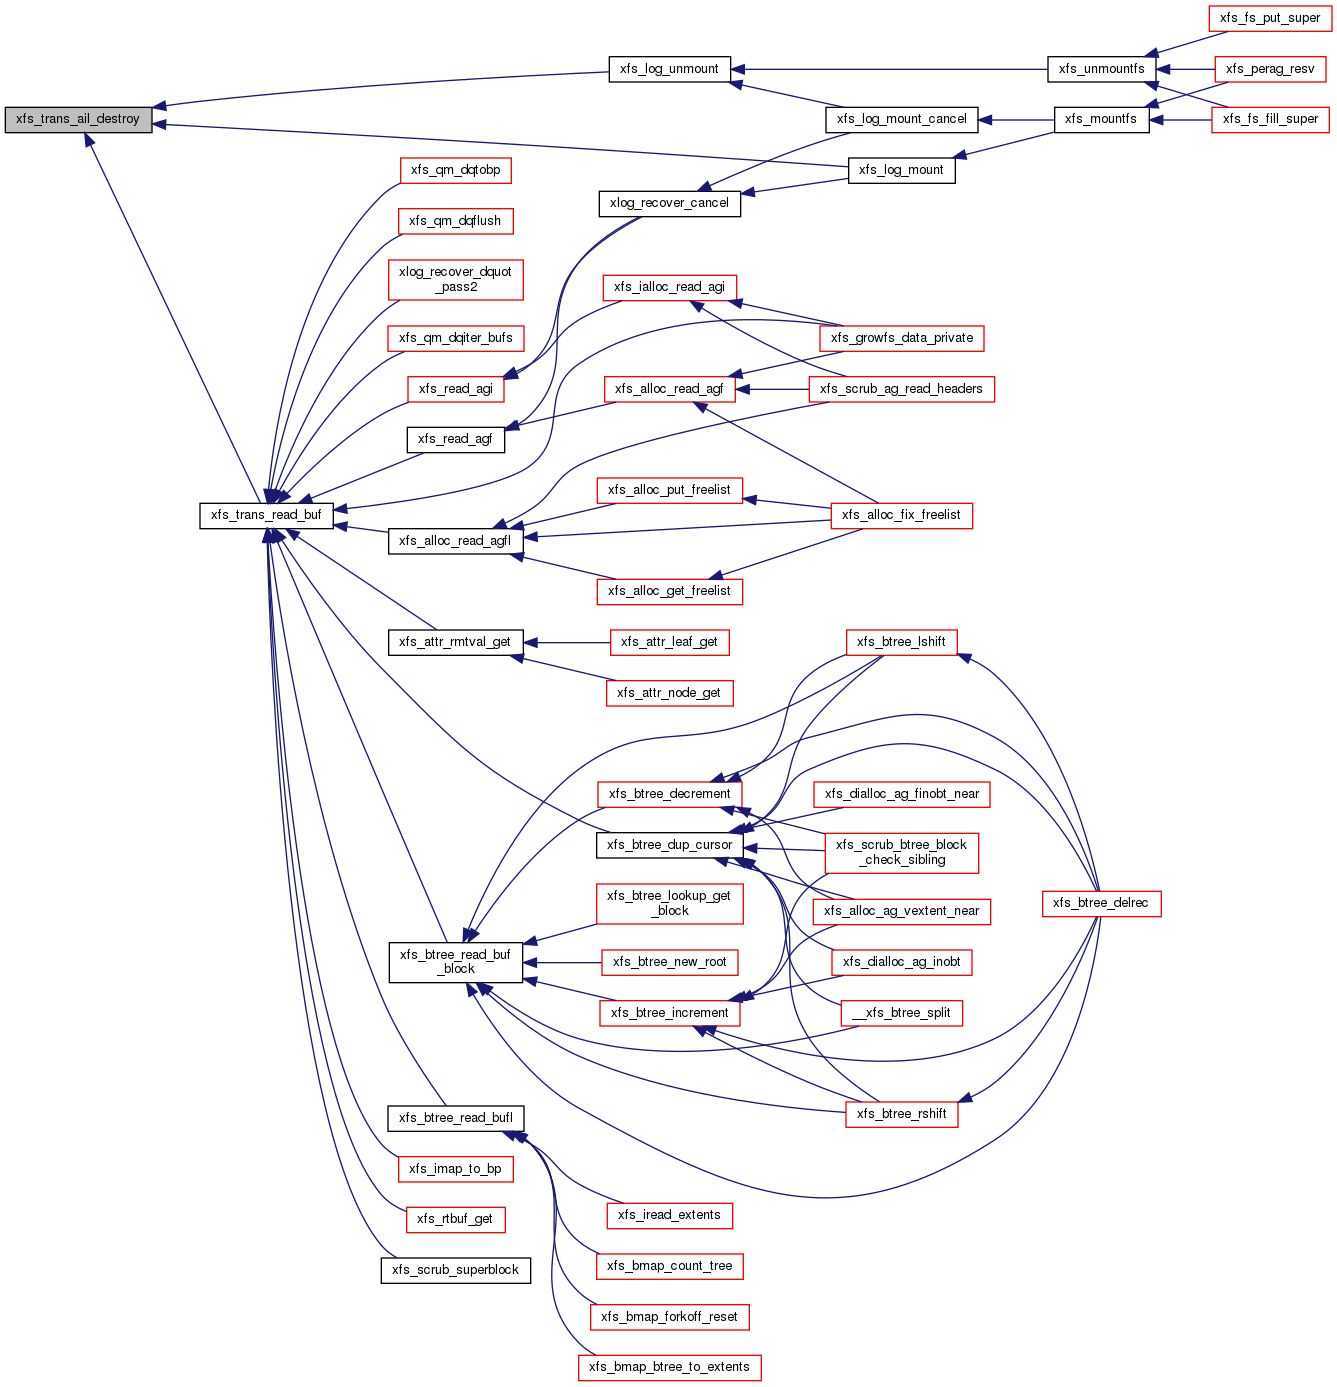 xfs_fs_put_super
xfs_log_unmount
xfs_unmountfs
xfs_perag_resv
xfs_trans_ail_destroy
xfs_log_mount_cancel
xfs_mountfs
xfs_fs_fill_super
xfs_qm_dqtobp
xfs_log_mount
xlog_recover_cancel
xfs_qm_dqflush
xlog_recover_dquot
_pass2
xfs_ialloc_read_agi
xfs_qm_dqiter_bufs
xfs_growfs_data_private
xfs_read_agi
xfs_alloc_read_agf
xfs_scrub_ag_read_headers
xfs_read_agf
xfs_alloc_put_freelist
xfs_trans_read_buf
xfs_alloc_fix_freelist
xfs_alloc_read_agfl
xfs_alloc_get_freelist
xfs_attr_rmtval_get
xfs_attr_leaf_get
xfs_btree_lshift
xfs_attr_node_get
xfs_btree_decrement
xfs_dialloc_ag_finobt_near
xfs_btree_dup_cursor
xfs_scrub_btree_block
_check_sibling
xfs_btree_lookup_get
_block
xfs_btree_delrec
xfs_alloc_ag_vextent_near
xfs_btree_read_buf
_block
xfs_btree_new_root
xfs_dialloc_ag_inobt
xfs_btree_increment
__xfs_btree_split
xfs_btree_read_bufl
xfs_btree_rshift
xfs_imap_to_bp
xfs_rtbuf_get
xfs_iread_extents
xfs_scrub_superblock
xfs_bmap_count_tree
xfs_bmap_forkoff_reset
xfs_bmap_btree_to_extents